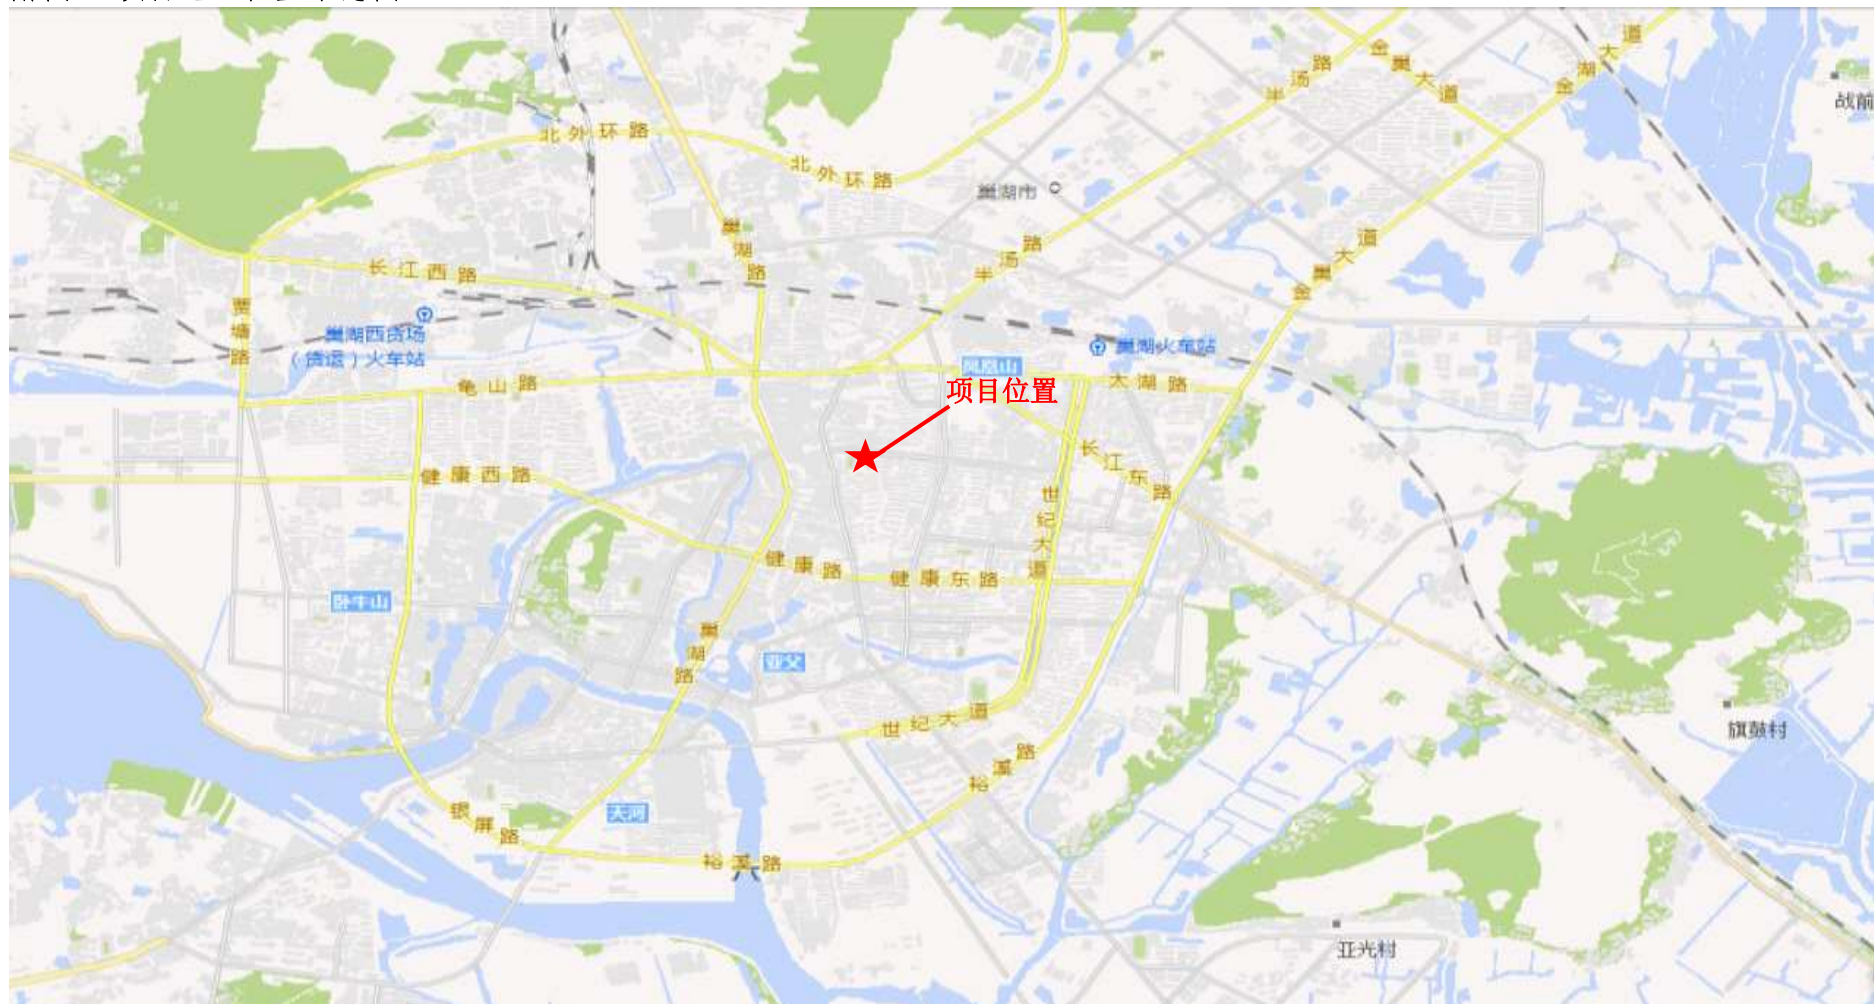 金巢大道
金湖大道
半场路
战前
北外环路
北外环路
巢湖市
巢湖路
半场路
金巢大道
长江西路
巢湖西货场
（货运）火车站
巢湖火车站
凤凰山
龟山路
项目位置
太湖路
长江东路
健康西路
世纪大道
健康路
健康东路
卧牛山
巢湖路
亚父
世纪大道
旗鼓村
裕溪路
银屏路
天河
裕溪路
亚光村